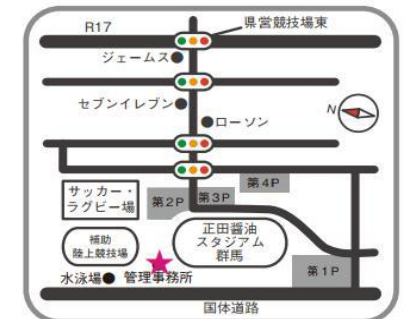 R17
県営競技場東
ジェームス
セブンイレブン
ローソン
N
サッカー・
ラグビー場
第2P
第3P
第4P
補助
陸上競技場
正田醤油
スタジアム
群馬
第1P
水泳場
管理事務所
国体道路